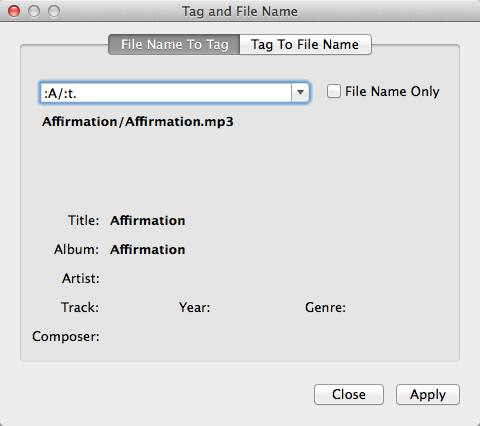 Tag and File Name
File Name To Tag Tag To File Name
:A/:t. File Name Only
Affirmation/Affirmation.mp3
Title: Affirmation
Album: Affirmation
Artist:
Track: Year: Genre:
Composer:
Close Apply